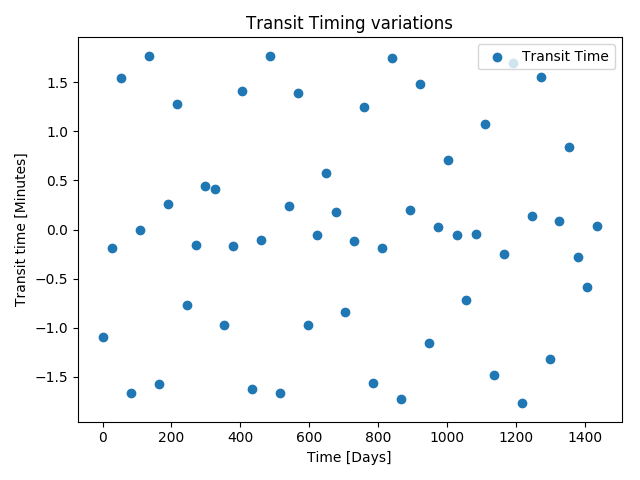 Transit Timing variations
Transit Time
Transit time [Minutes]
1.5
1.0
0.5
0.0
−0.5
−1.0
−1.5
0 200 400 600 800 1000 1200 1400
Time [Days]